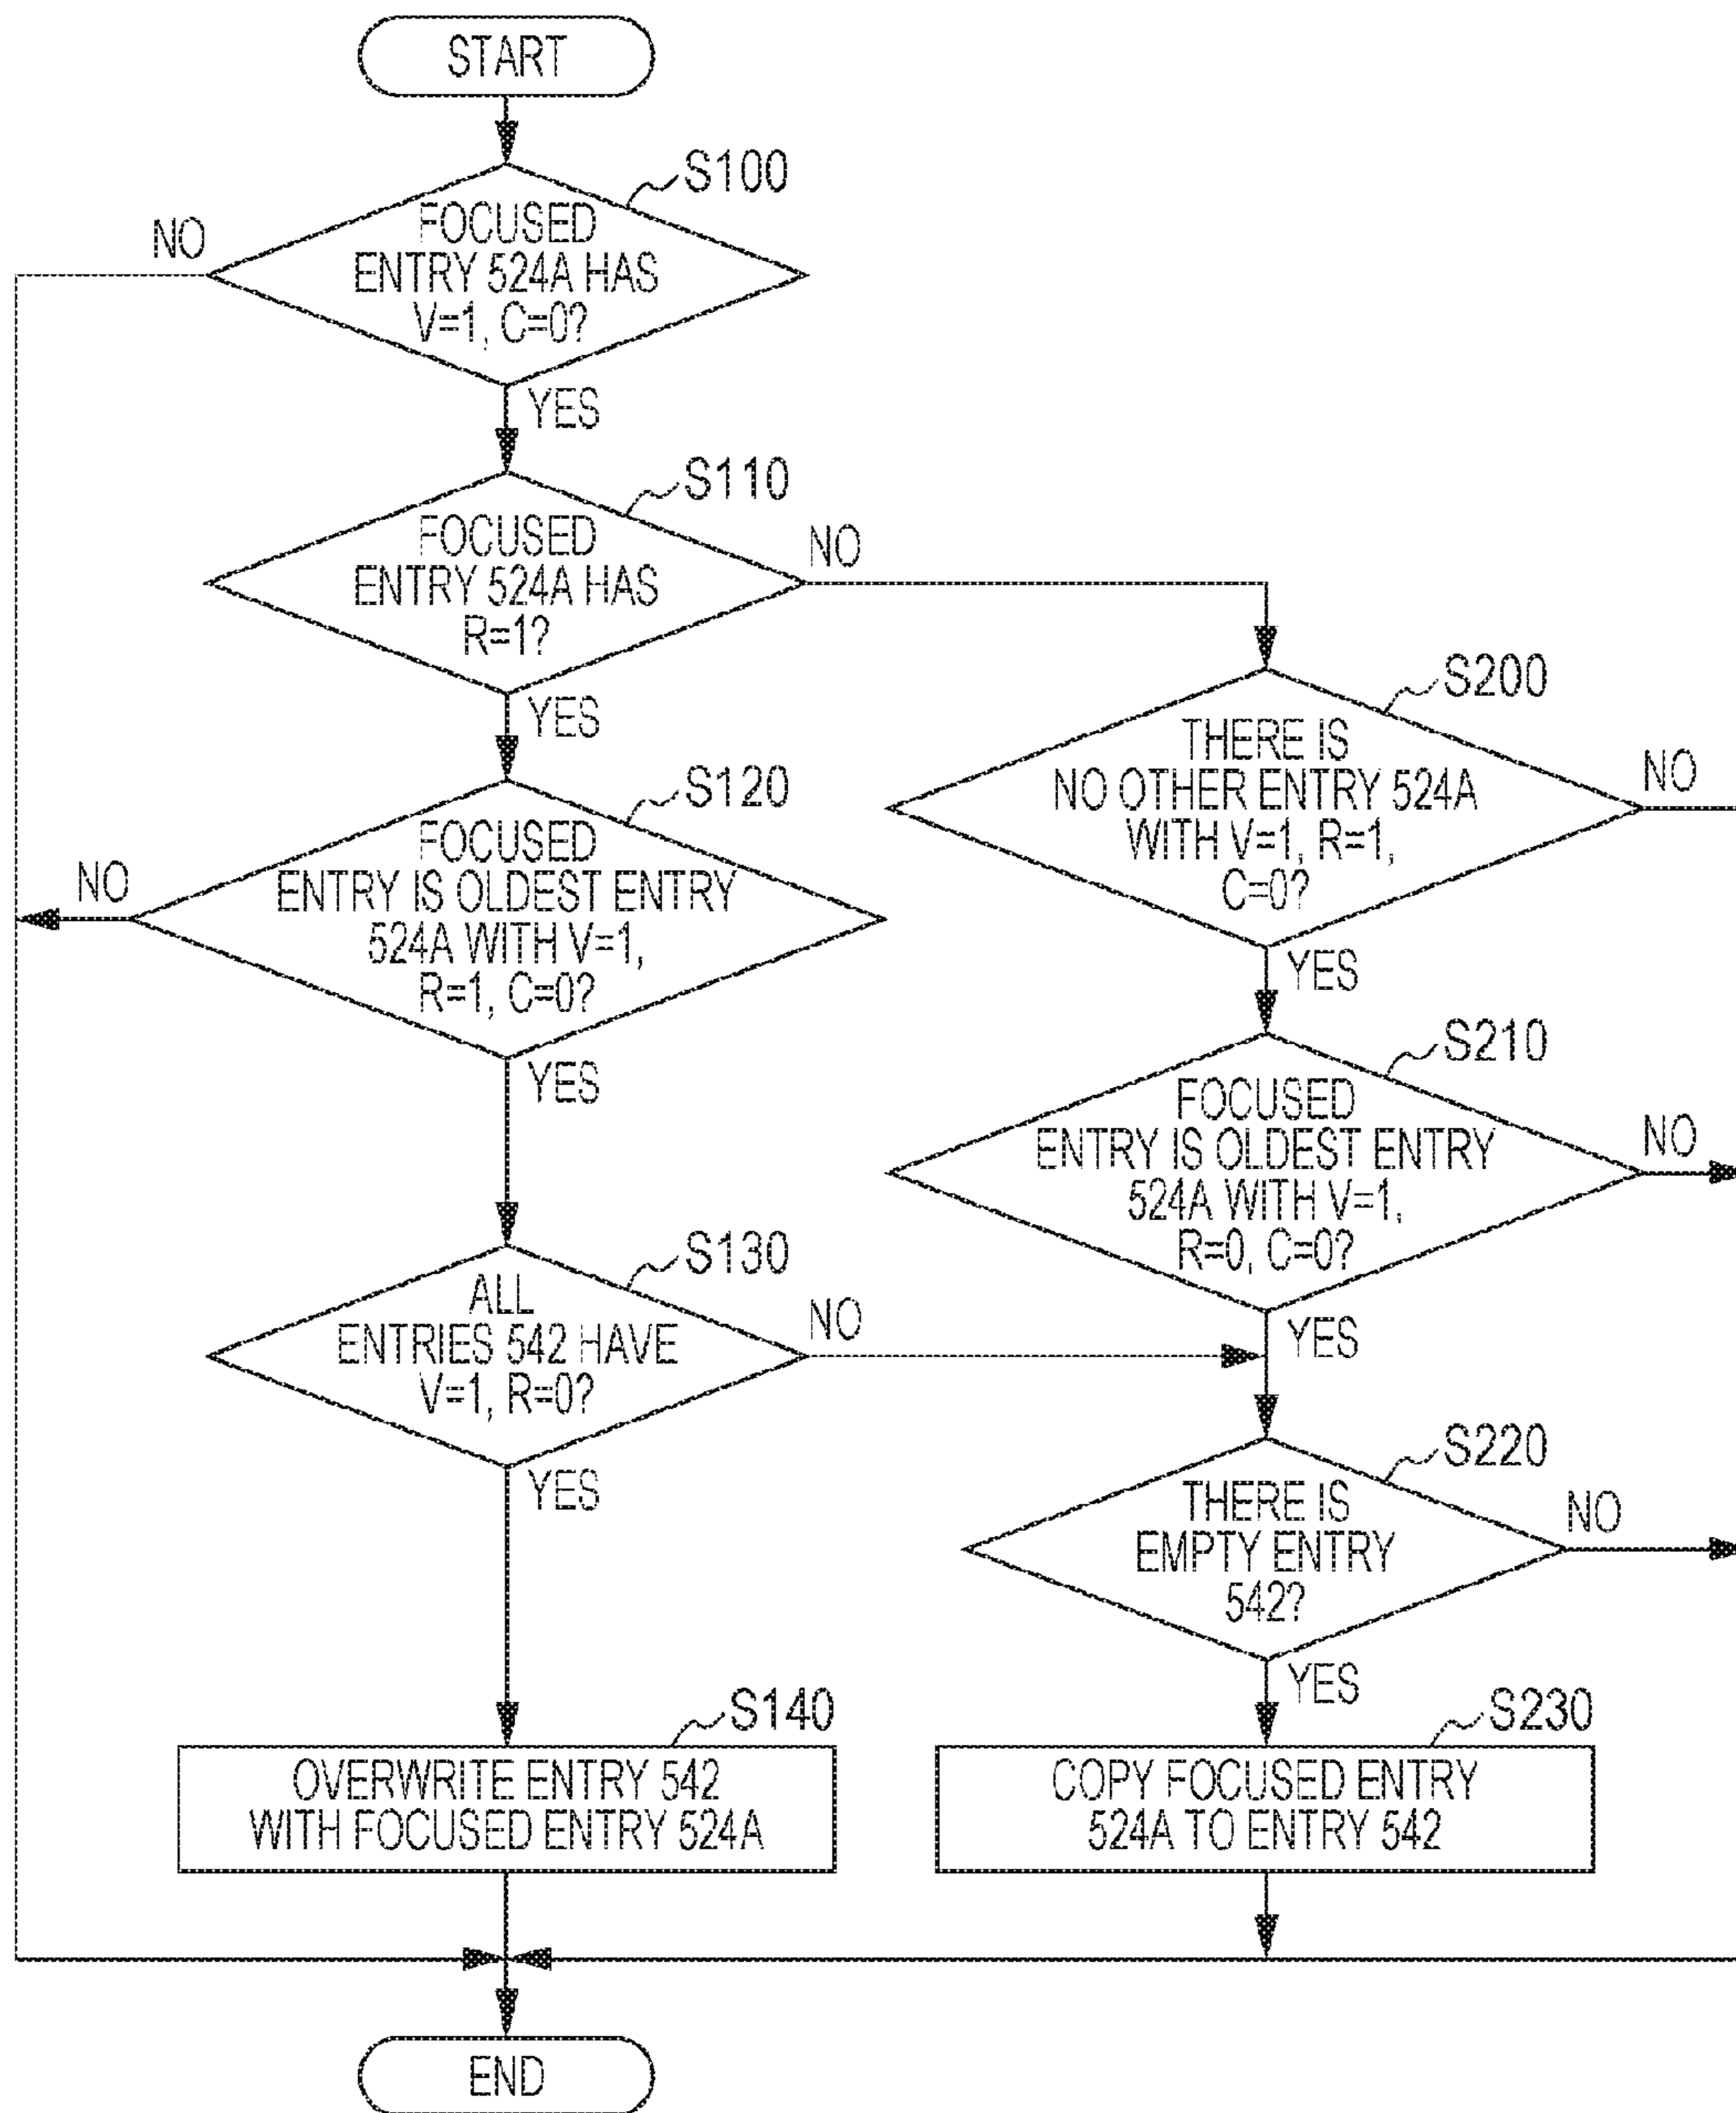 START
S100
FOCUSED
ENTRY 524A HAS
V=1, C=0?
NO
YES
S110
FOCUSED
ENTRY 524A HAS
R=1?
NO
YES
S120
FOCUSED
ENTRY IS OLDEST ENTRY
524A WITH V=1,
R=1, C=0?
NO
YES
S130
ALL
ENTRIES 542 HAVE
V=1, R=0?
NO
YES
S140
OVERWRITE ENTRY 542
WITH FOCUSED ENTRY 524A
S200
THERE IS
NO OTHER ENTRY 524A
WITH V=1, R=1,
C=0?
NO
YES
S210
FOCUSED
ENTRY IS OLDEST ENTRY
524A WITH V=1,
R=0, C=0?
NO
YES
S220
THERE IS
EMPTY ENTRY
542?
NO
YES
S230
COPY FOCUSED ENTRY
524A TO ENTRY 542
END